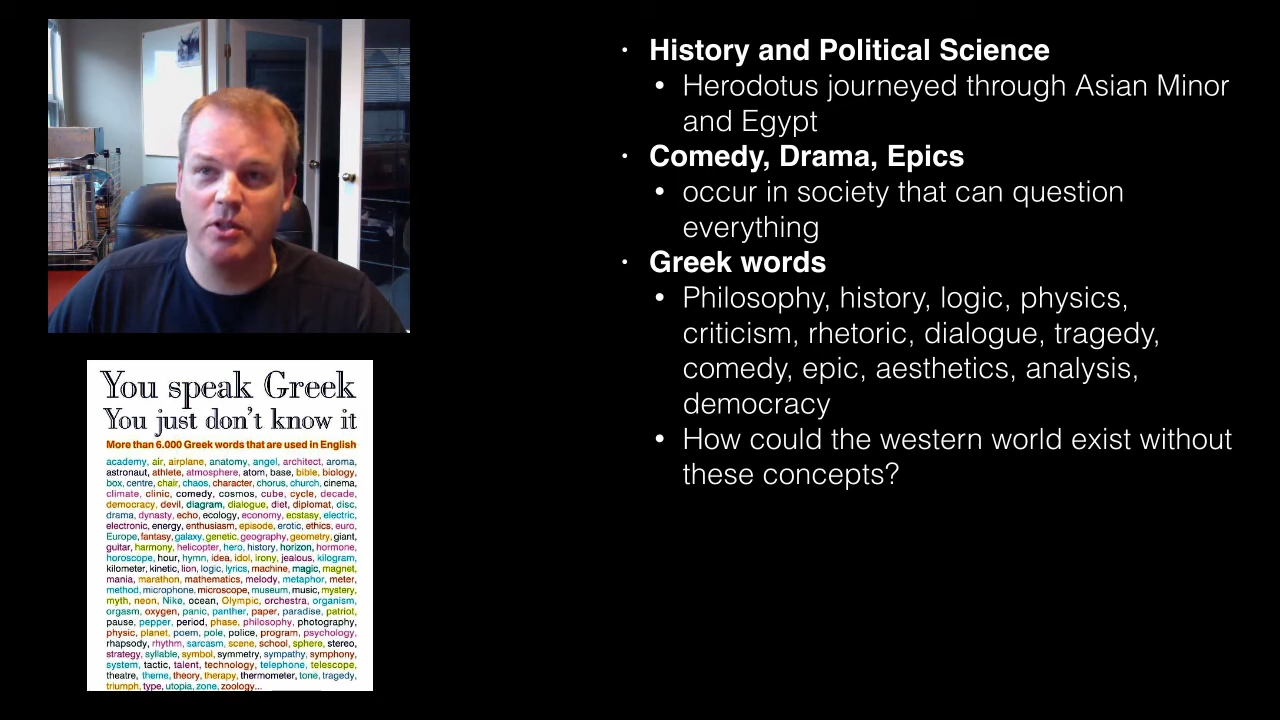 • History and Political Science
• Herodotus journeyed through Asian Minor
and Egypt
• Comedy, Drama, Epics
• occur in society that can question
everything
• Greek words
• Philosophy, history, logic, physics,
criticism, rhetoric, dialogue, tragedy,
comedy, epic, aesthetics, analysis,
democracy
• How could the western world exist without
these concepts?
You speak Greek
You just don't know it
More than 6.000 Greek words that are used in English
academy, air, airplane, anatomy, angel, architect, aroma,
astronaut, athlete, atmosphere, atom, base, bible, biology,
box, centre, chair, chaos, character, chorus, church, cinema,
climate, clinic, comedy, cosmos, cube, cycle, decade,
democracy, devil, diagram, dialogue, diet, diplomat, disc,
drama, dynasty, echo, ecology, economy, ecstasy, electric,
electronic, energy, enthusiasm, episode, erotic, ethics, euro,
Europe, fantasy, galaxy, genetic, geography, geometry, giant,
guitar, harmony, helicopter, hero, history, horizon, hormone,
horoscope, hour, hymn, idea, idol, irony, jealous, kilogram,
kilometer, kinetic, lion, logic, lyrics, machine, magic, magnet,
mania, marathon, mathematics, melody, metaphor, meter,
method, microphone, microscope, museum, music, mystery,
myth, neon, Nike, ocean, Olympic, orchestra, organism,
orgasm, oxygen, panic, panther, paper, paradise, patriot,
pause, pepper, period, phase, philosophy, photography,
physic, planet, poem, pole, police, program, psychology,
rhapsody, rhythm, sarcasm, scene, school, sphere, stereo,
strategy, syllable, symbol, symmetry, sympathy, symphony,
system, tactic, talent, technology, telephone, telescope,
theatre, theme, theory, therapy, thermometer, tone, tragedy,
triumph, type, utopia, zone, zoology...